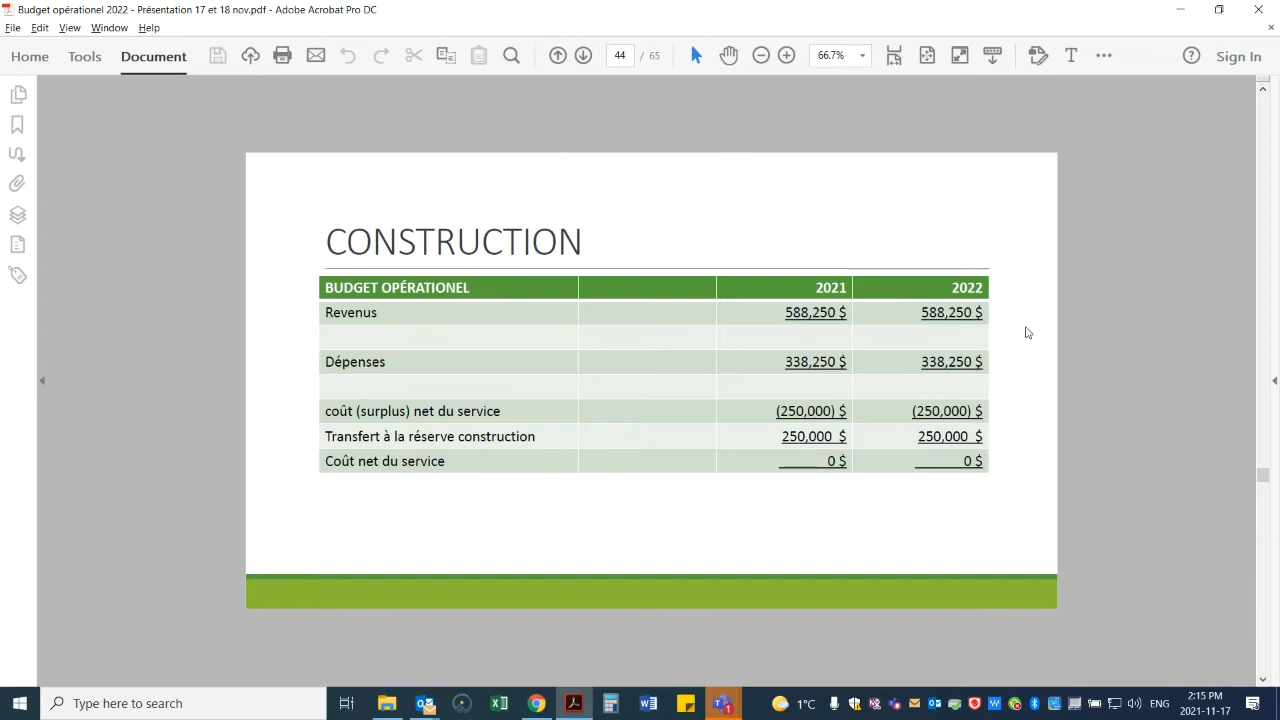 Budget opérationel 2022 - Présentation 17 et 18 nov.pdf - Adobe Acrobat Pro DC
File Edit View Window Help
Home Tools Document 44 / 65 66.7% Sign In
CONSTRUCTION
BUDGET OPÉRATIONEL 2021 2022
Revenus 588,250 $ 588,250 $
Dépenses 338,250 $ 338,250 $
coût (surplus) net du service (250,000) $ (250,000) $
Transfert à la réserve construction 250,000 $ 250,000 $
Coût net du service 0 $ 0 $
Type here to search 1°C ENG 2:15 PM
2021-11-17